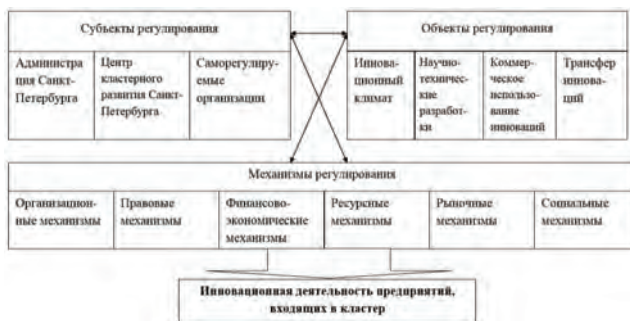 Субъекты регулирования
Администра
ция Санкт-
Петербурга
Центр
кластерного
развития Санкт-
Петербурга
Саморегулиру-
емые
организации
Объекты регулирования
Иннова-
ционный
климат
Научно-
техничес-
кие
разработ-
ки
Коммер-
ческое
использо-
вание
инноваций
Трансфер
иннова-
ций
Механизмы регулирования
Организацион-
ные механизмы
Правовые
механизмы
Финансово-
экономические
механизмы
Ресурсные
механизмы
Рыночные
механизмы
Социальные
механизмы
Инновационная деятельность предприятий,
входящих в кластер